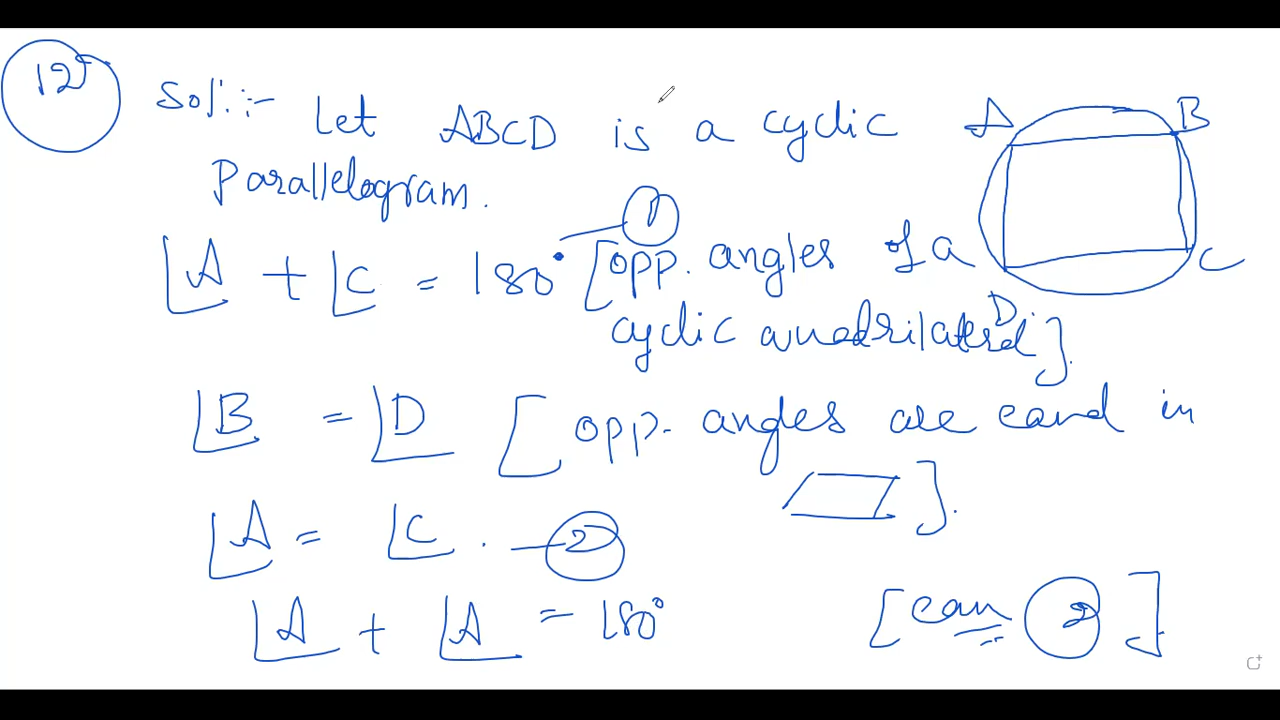 12 Sol :- Let ABCD is a cyclic A B
Parallelogram. 1
∠A + ∠C = 180° [opp. angles of a C
cyclic quadrilateral]. D
∠B = ∠D [opp. angles are equal in
∠A = ∠C . — 2 ▱].
∠A + ∠A = 180° [eqn 2]